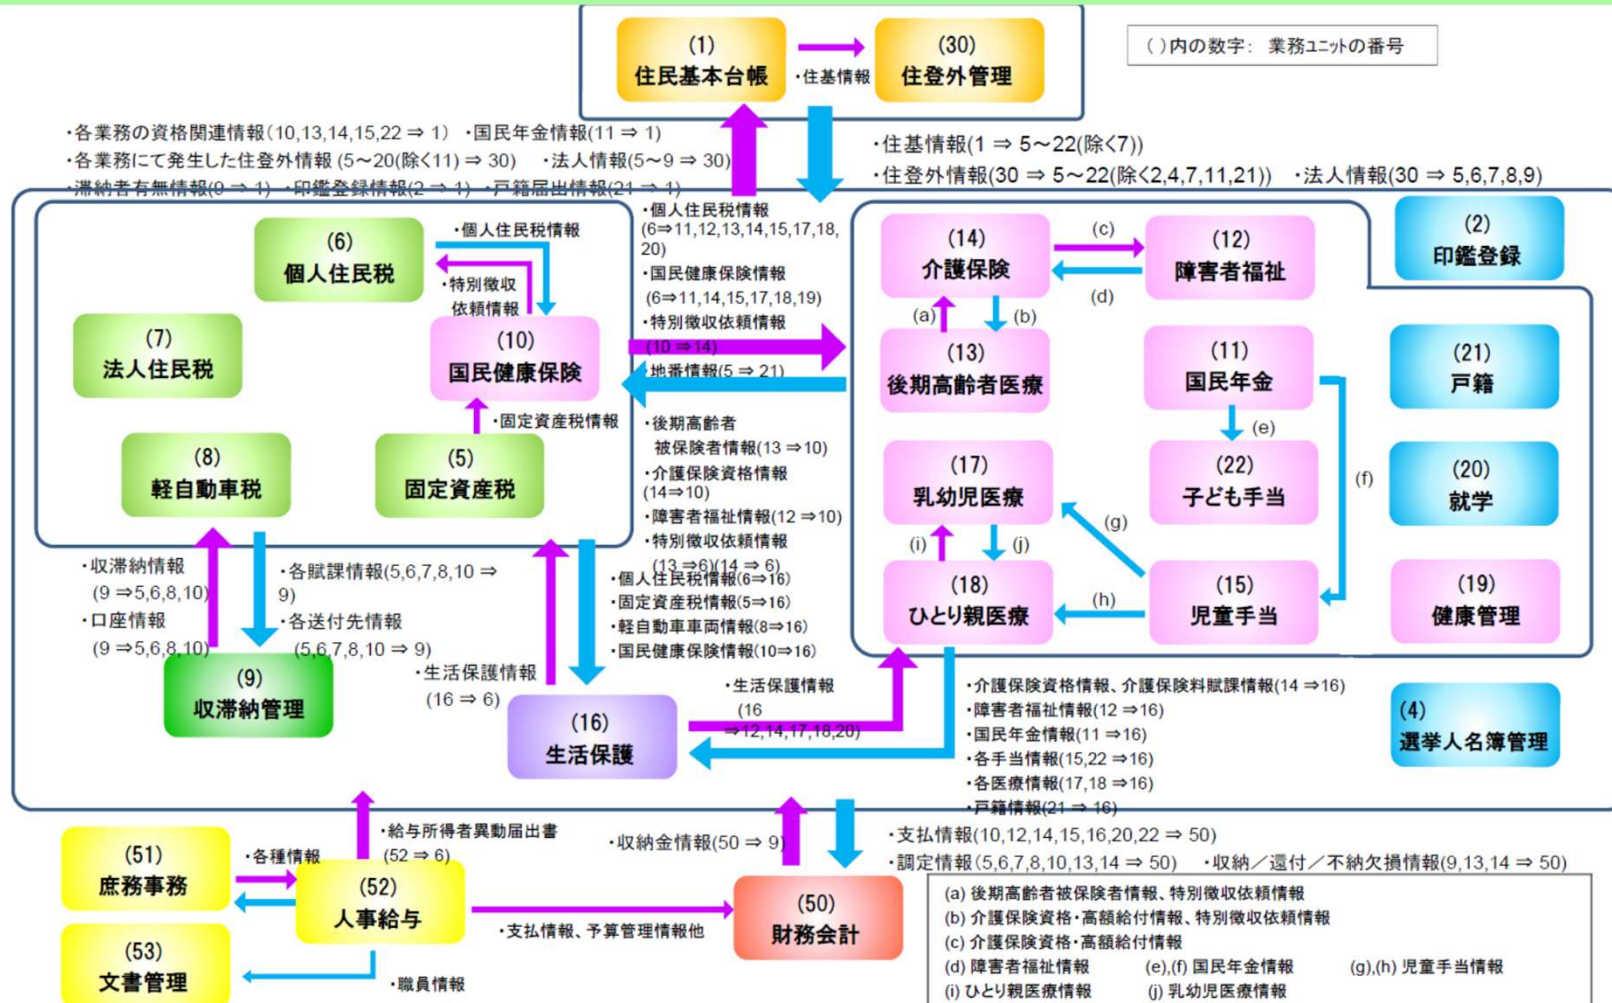 (1)
住民基本台帳
・住基情報
(30)
住登外管理
( )内の数字: 業務ユニットの番号
・各業務の資格関連情報(10,13,14,15,22 ⇒ 1) ・国民年金情報(11 ⇒ 1)
・各業務にて発生した住登外情報 (5～20(除く11) ⇒ 30) ・法人情報(5～9 ⇒ 30)
・滞納者有無情報(9 ⇒ 1) ・印鑑登録情報(2 ⇒ 1) ・戸籍届出情報(21 ⇒ 1)
・住基情報(1 ⇒ 5～22(除く7))
・住登外情報(30 ⇒ 5～22(除く2,4,7,11,21)) ・法人情報(30 ⇒ 5,6,7,8,9)
(6)
個人住民税
・個人住民税情報
・特別徴収
依頼情報
(7)
法人住民税
(10)
国民健康保険
・固定資産税情報
(8)
軽自動車税
(5)
固定資産税
・個人住民税情報
(6⇒11,12,13,14,15,17,18,
20)
・国民健康保険情報
(6⇒11,14,15,17,18,19)
・特別徴収依頼情報
(10 ⇒14)
・地番情報(5 ⇒ 21)
・後期高齢者
被保険者情報(13 ⇒10)
・介護保険資格情報
(14⇒10)
・障害者福祉情報(12 ⇒10)
・特別徴収依頼情報
(13 ⇒6)(14 ⇒ 6)
・個人住民税情報(6⇒16)
・固定資産税情報(5⇒16)
・軽自動車車両情報(8⇒16)
・国民健康保険情報(10⇒16)
(14)
介護保険
(c)
(d)
(12)
障害者福祉
(a)
(b)
(13)
後期高齢者医療
(11)
国民年金
(e)
(f)
(17)
乳幼児医療
(22)
子ども手当
(g)
(i)
(j)
(18)
ひとり親医療
(h)
(15)
児童手当
(19)
健康管理
(2)
印鑑登録
(21)
戸籍
(20)
就学
(4)
選挙人名簿管理
・収滞納情報
(9 ⇒5,6,8,10)
・口座情報
(9 ⇒5,6,8,10)
・各賦課情報(5,6,7,8,10 ⇒
9)
・各送付先情報
(5,6,7,8,10 ⇒ 9)
(9)
収滞納管理
・生活保護情報
(16 ⇒ 6)
(16)
生活保護
・生活保護情報
(16
⇒12,14,17,18,20)
・介護保険資格情報、介護保険料賦課情報(14 ⇒16)
・障害者福祉情報(12 ⇒16)
・国民年金情報(11 ⇒16)
・各手当情報(15,22 ⇒16)
・各医療情報(17,18 ⇒16)
・戸籍情報(21 ⇒ 16)
(51)
庶務事務
・各種情報
・給与所得者異動届出書
(52 ⇒ 6)
(52)
人事給与
(53)
文書管理
・職員情報
・支払情報、予算管理情報他
・収納金情報(50 ⇒ 9)
(50)
財務会計
・支払情報(10,12,14,15,16,20,22 ⇒ 50)
・調定情報(5,6,7,8,10,13,14 ⇒ 50) ・収納／還付／不納欠損情報(9,13,14 ⇒ 50)
(a) 後期高齢者被保険者情報、特別徴収依頼情報
(b) 介護保険資格・高額給付情報、特別徴収依頼情報
(c) 介護保険資格・高額給付情報
(d) 障害者福祉情報 (e),(f) 国民年金情報 (g),(h) 児童手当情報
(i) ひとり親医療情報 (j) 乳幼児医療情報